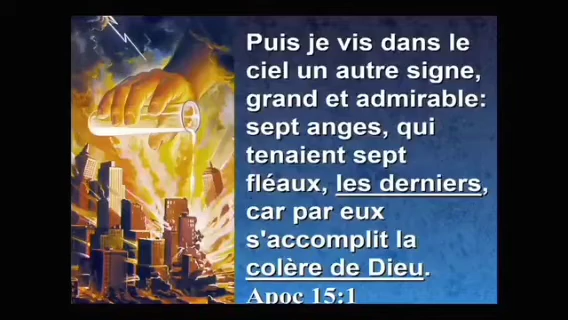 Puis je vis dans le
ciel un autre signe,
grand et admirable:
sept anges, qui
tenaient sept
fléaux, les derniers,
car par eux
s'accomplit la
colère de Dieu.
Apoc 15:1